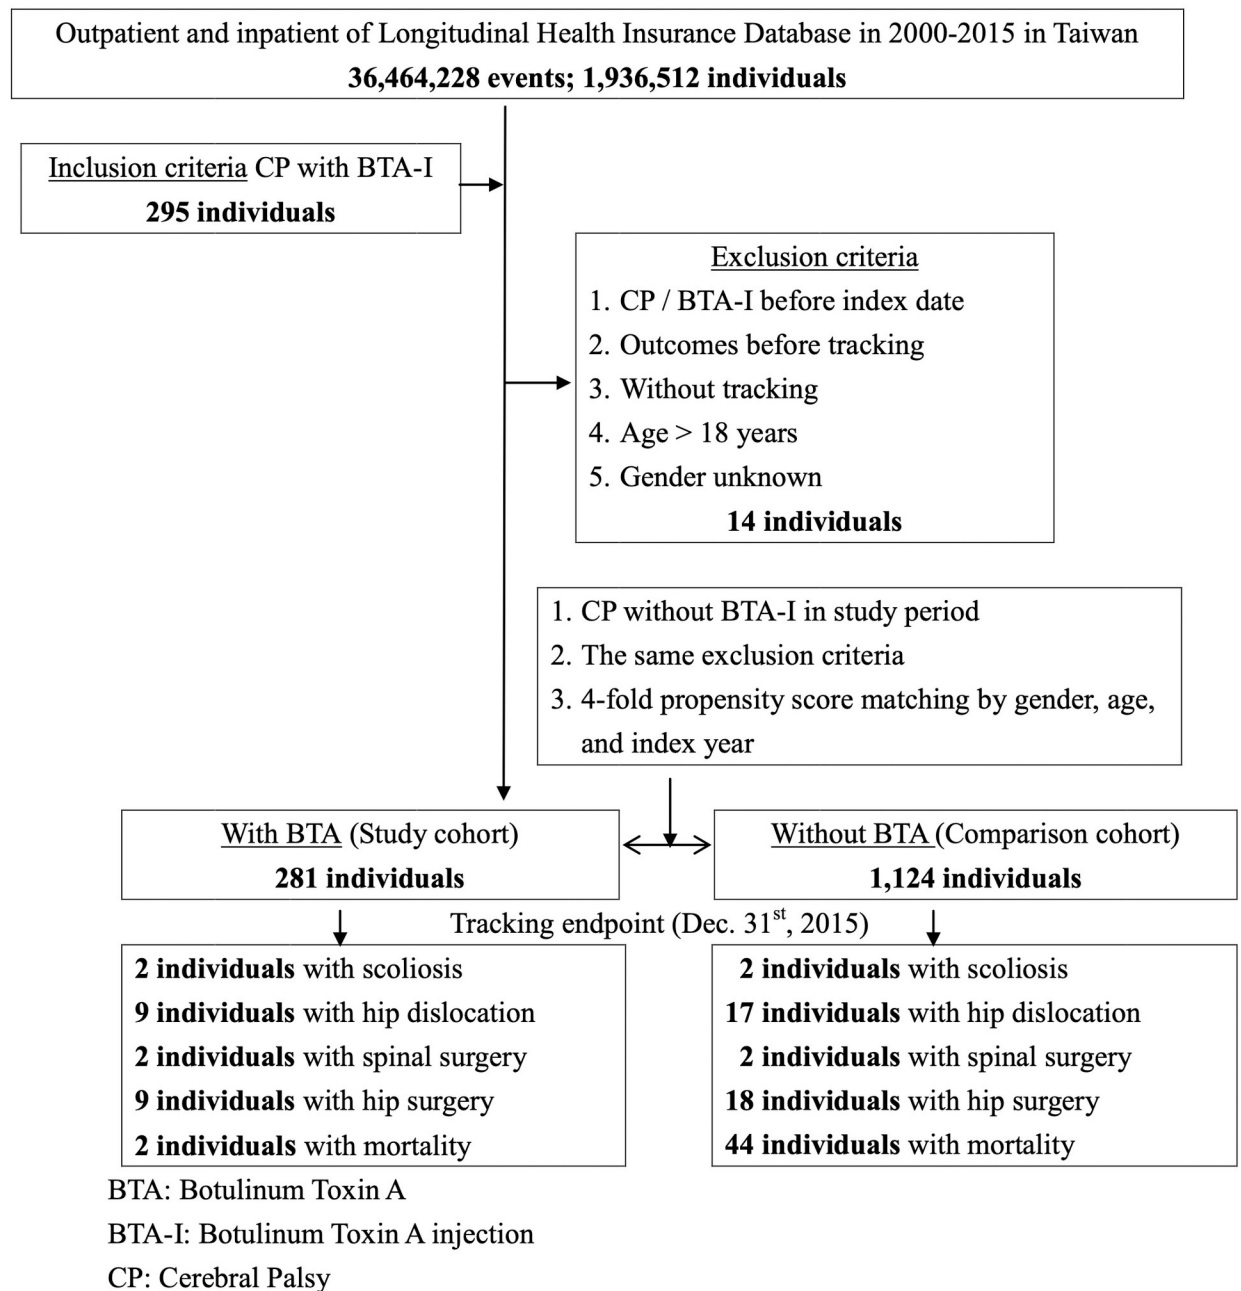 Outpatient and inpatient of Longitudinal Health Insurance Database in 2000-2015 in Taiwan
36,464,228 events; 1,936,512 individuals
Inclusion criteria CP with BTA-I
295 individuals
Exclusion criteria
1. CP / BTA-I before index date
2. Outcomes before tracking
3. Without tracking
4. Age > 18 years
5. Gender unknown
14 individuals
1. CP without BTA-I in study period
2. The same exclusion criteria
3. 4-fold propensity score matching by gender, age,
and index year
With BTA (Study cohort)
281 individuals
Without BTA (Comparison cohort)
1,124 individuals
Tracking endpoint (Dec. 31st, 2015)
2 individuals with scoliosis
9 individuals with hip dislocation
2 individuals with spinal surgery
9 individuals with hip surgery
2 individuals with mortality
2 individuals with scoliosis
17 individuals with hip dislocation
2 individuals with spinal surgery
18 individuals with hip surgery
44 individuals with mortality
BTA: Botulinum Toxin A
BTA-I: Botulinum Toxin A injection
CP: Cerebral Palsy